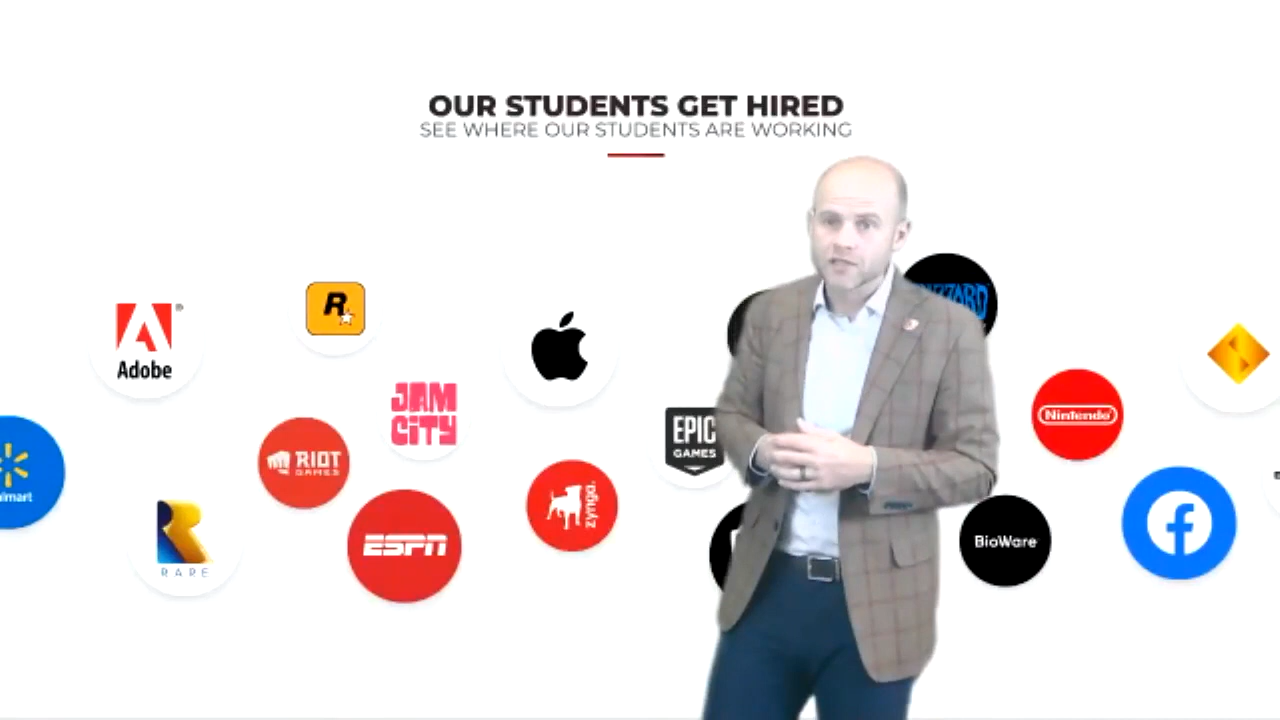 OUR STUDENTS GET HIRED
SEE WHERE OUR STUDENTS ARE WORKING
R
Adobe
JAM
CITY
Nintendo
EPIC
GAMES
RIOT
GAMES
zynga
ESPN
BioWare
f
RARE